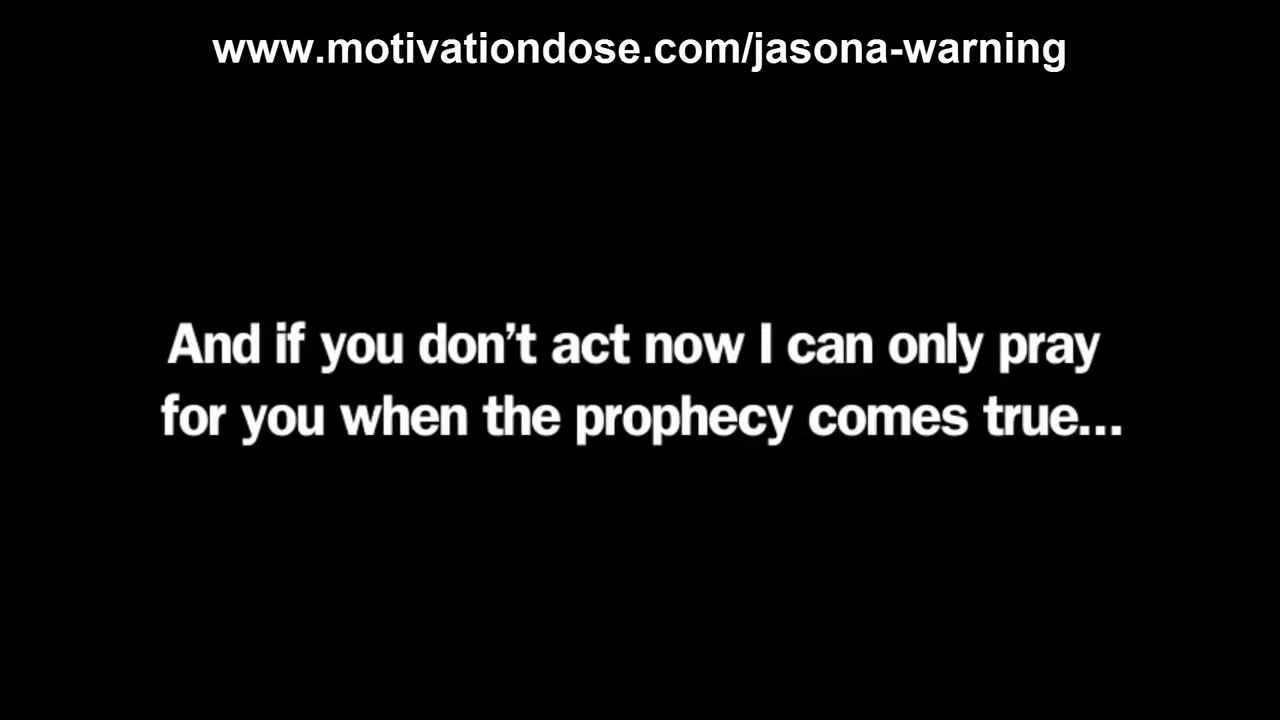 www.motivationdose.com/jasona-warning
And if you don’t act now I can only pray
for you when the prophecy comes true...